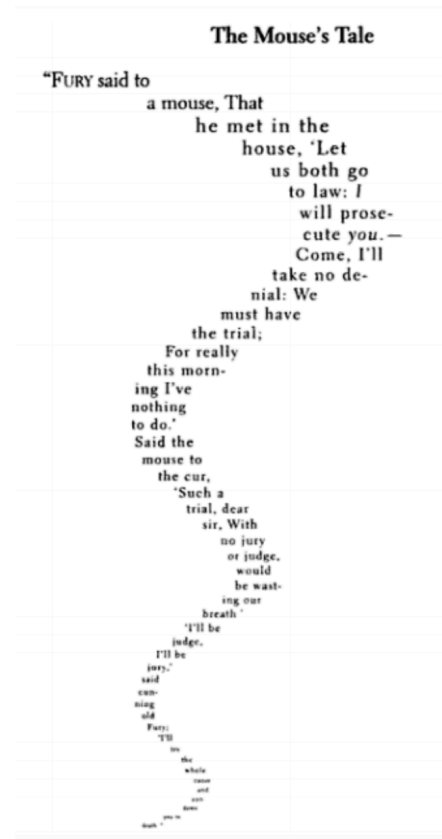 The Mouse's Tale
“FURY said to
a mouse, That
he met in the
house, ‘Let
us both go
to law: I
will prose-
cute you.—
Come, I'll
take no de-
nial: We
must have
the trial;
For really
this morn-
ing I've
nothing
to do.’
Said the
mouse to
the cur,
‘Such a
trial, dear
sir, With
no jury
or judge,
would
be wast-
ing our
breath ’
‘I'll be
judge,
I'll be
jury,’
said
cun-
ning
old
Fury;
‘I'll
try
the
whole
cause
and